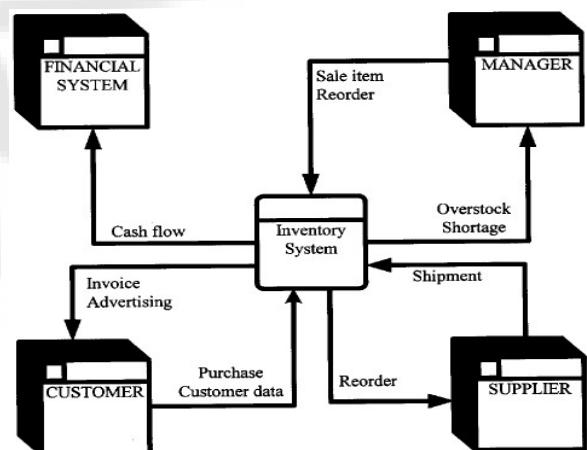 FINANCIAL
SYSTEM
Sale item
Reorder
MANAGER
Cash flow
Inventory
System
Overstock
Shortage
Invoice
Advertising
Shipment
CUSTOMER
Purchase
Customer data
Reorder
SUPPLIER